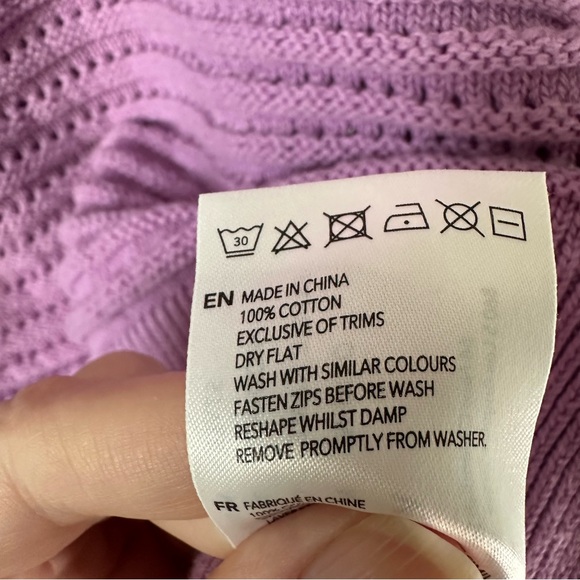 30
EN MADE IN CHINA
100% COTTON
EXCLUSIVE OF TRIMS
DRY FLAT
WASH WITH SIMILAR COLOURS
FASTEN ZIPS BEFORE WASH
RESHAPE WHILST DAMP
REMOVE PROMPTLY FROM WASHER.
FR FABRIQUÉ EN CHINE
100%